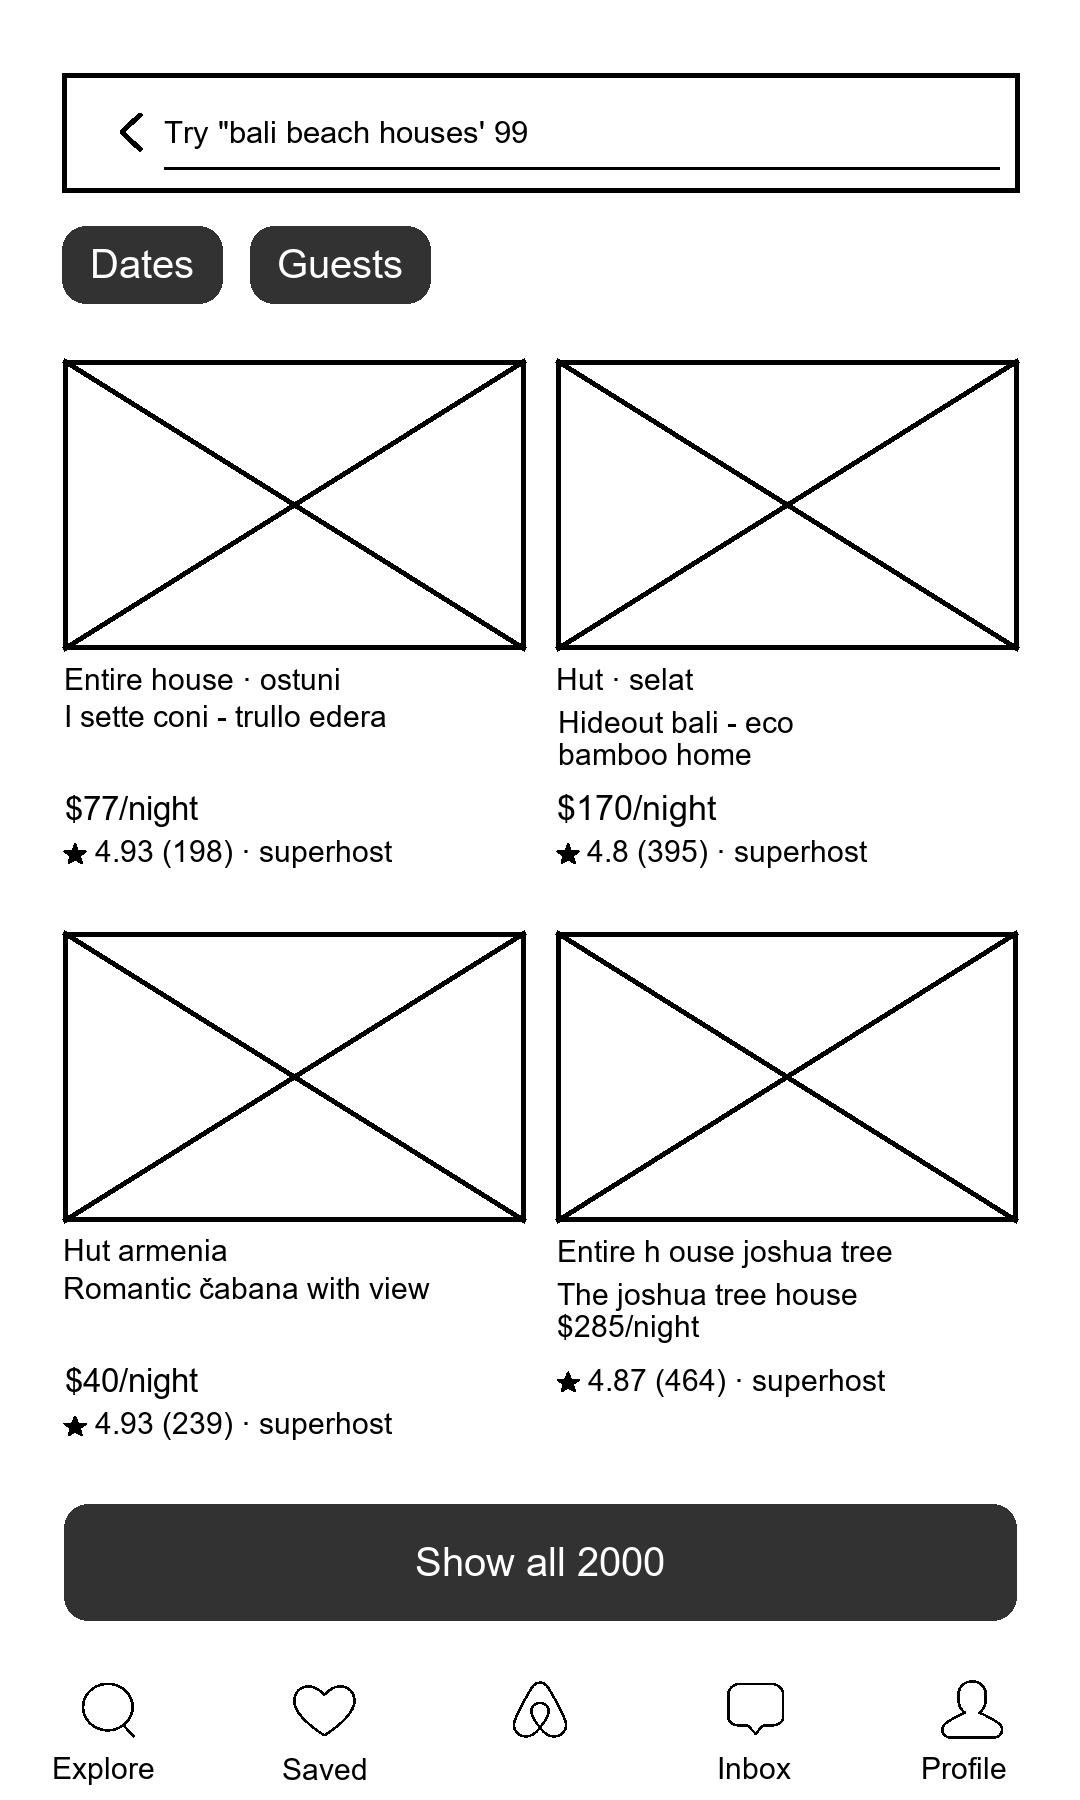 Try "bali beach houses' 99
Dates
Guests
Entire house · ostuni
I sette coni - trullo edera
$77/night
4.93 (198) · superhost
Hut · selat
Hideout bali - eco
bamboo home
$170/night
4.8 (395) · superhost
Hut armenia
Romantic čabana with view
$40/night
4.93 (239) · superhost
Entire h ouse joshua tree
The joshua tree house
$285/night
4.87 (464) · superhost
Show all 2000
Explore
Saved
Inbox
Profile